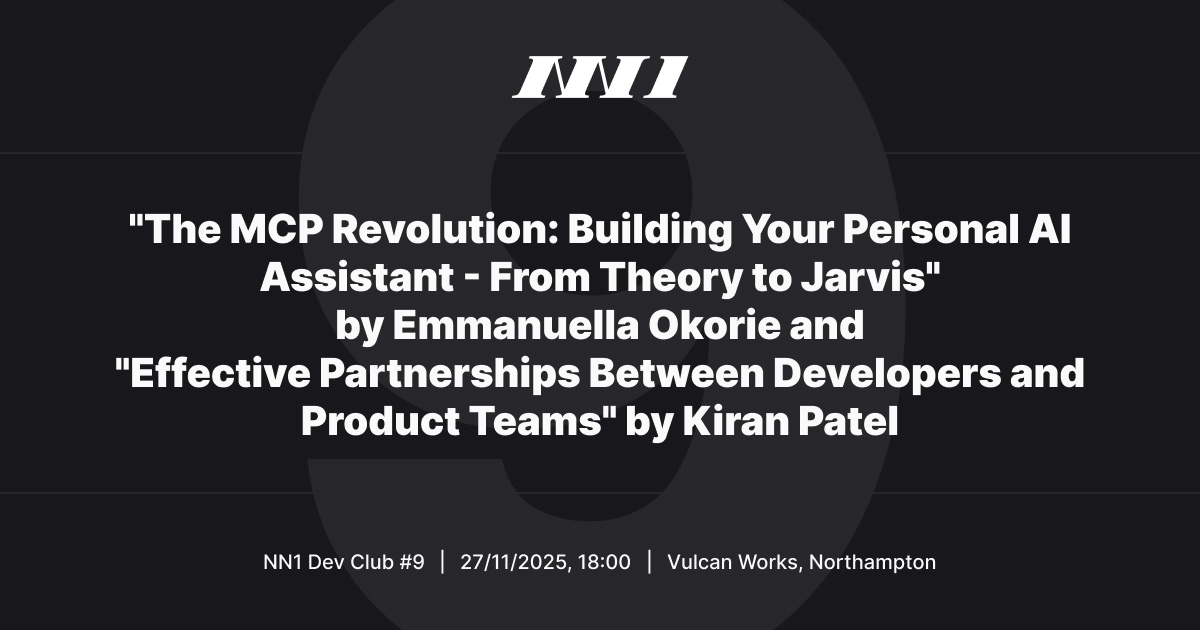 NN1
"The MCP Revolution: Building Your Personal AI
Assistant - From Theory to Jarvis"
by Emmanuella Okorie and
"Effective Partnerships Between Developers and
Product Teams" by Kiran Patel
NN1 Dev Club #9 | 27/11/2025, 18:00 | Vulcan Works, Northampton
9